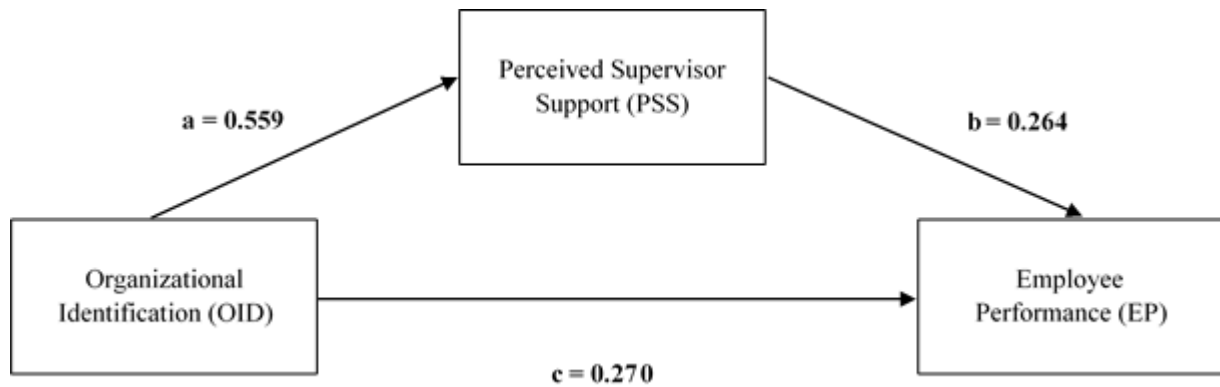 Perceived Supervisor
Support (PSS)
a = 0.559
b = 0.264
Organizational
Identification (OID)
Employee
Performance (EP)
c = 0.270